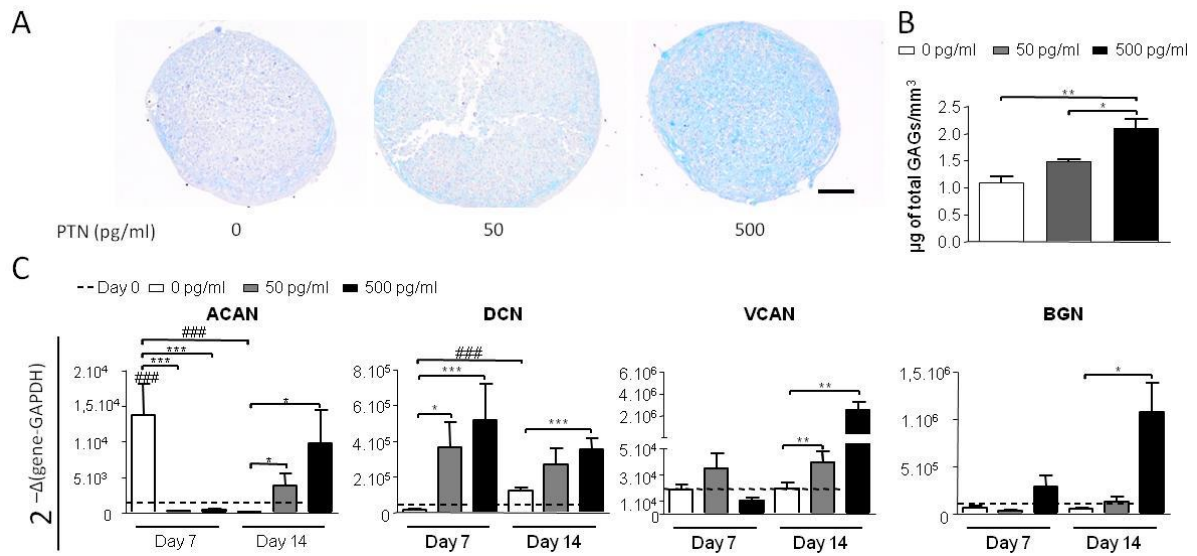 A
PTN (pg/ml) 0 50 500
B
0 pg/ml 50 pg/ml 500 pg/ml
µg of total GAGs/mm³
2.5
2.0
1.5
1.0
0.5
0.0
**
*
C
Day 0 0 pg/ml 50 pg/ml 500 pg/ml
2 –Δ(gene-GAPDH)
ACAN
2·10⁴
1,5·10⁴
1·10⁴
5·10³
0
###
***
***
###
*
*
Day 7 Day 14
DCN
8.10⁵
6.10⁵
4.10⁵
2.10⁵
0
###
***
*
***
Day 7 Day 14
VCAN
6.10⁶
4.10⁶
2.10⁶
5.10⁴
4.10⁴
3.10⁴
2.10⁴
1.10⁴
0
**
**
Day 7 Day 14
BGN
1,5·10⁶
1·10⁶
5·10⁵
0
*
Day 7 Day 14